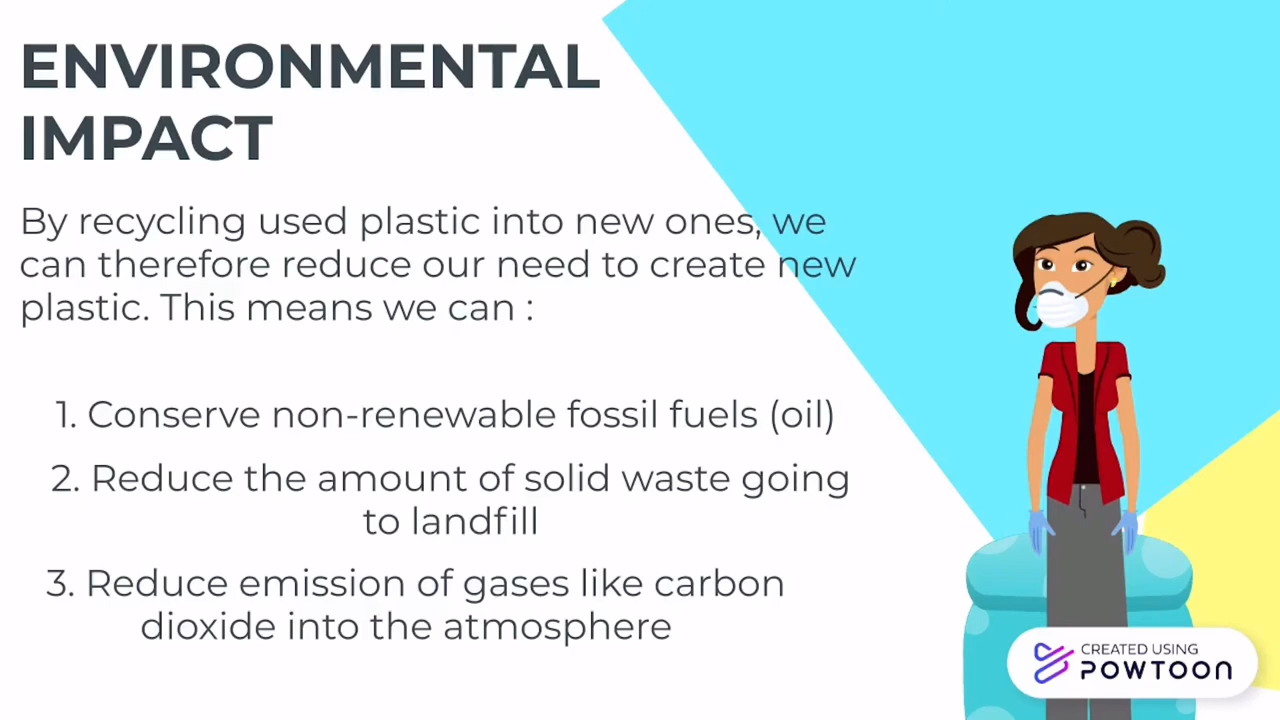 ENVIRONMENTAL
IMPACT
By recycling used plastic into new ones, we
can therefore reduce our need to create new
plastic. This means we can :
1. Conserve non-renewable fossil fuels (oil)
2. Reduce the amount of solid waste going
to landfill
3. Reduce emission of gases like carbon
dioxide into the atmosphere
CREATED USING
POWTOON